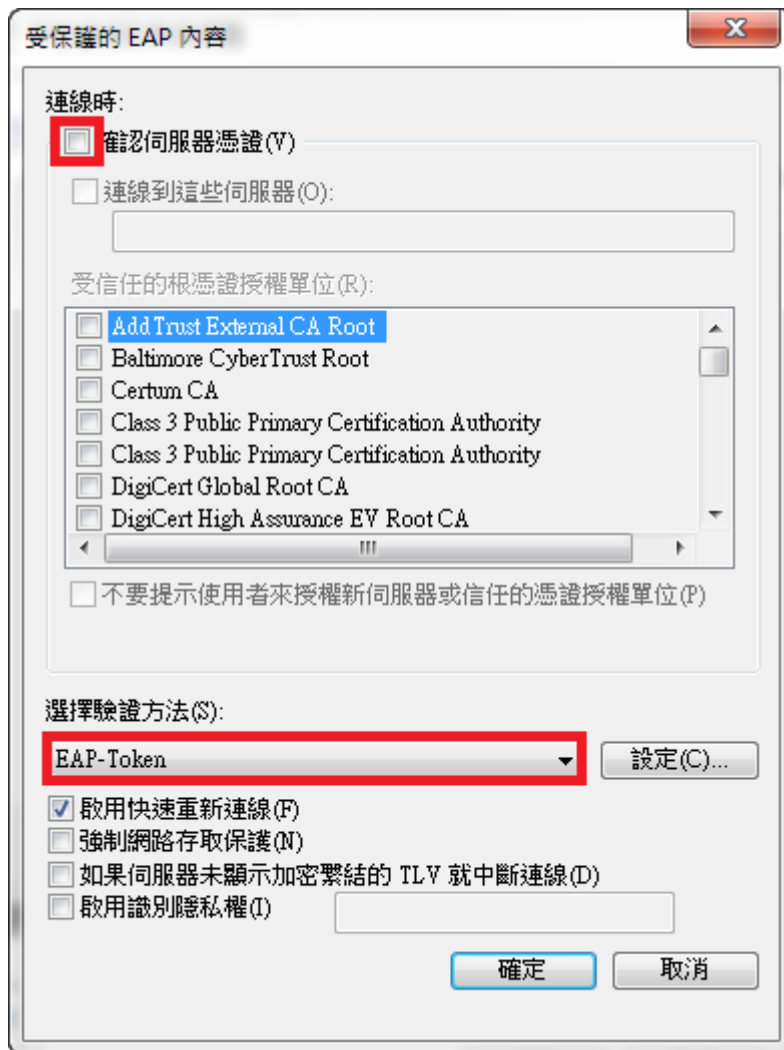 受保護的 EAP 內容
連線時:
確認伺服器憑證(V)
連線到這些伺服器(O):
受信任的根憑證授權單位(R):
AddTrust External CA Root
Baltimore CyberTrust Root
Certum CA
Class 3 Public Primary Certification Authority
Class 3 Public Primary Certification Authority
DigiCert Global Root CA
DigiCert High Assurance EV Root CA
不要提示使用者來授權新伺服器或信任的憑證授權單位(P)
選擇驗證方法(S):
EAP-Token 設定(C)...
啟用快速重新連線(F)
強制網路存取保護(N)
如果伺服器未顯示加密繫結的 TLV 就中斷連線(D)
啟用識別隱私權(I)
確定 取消